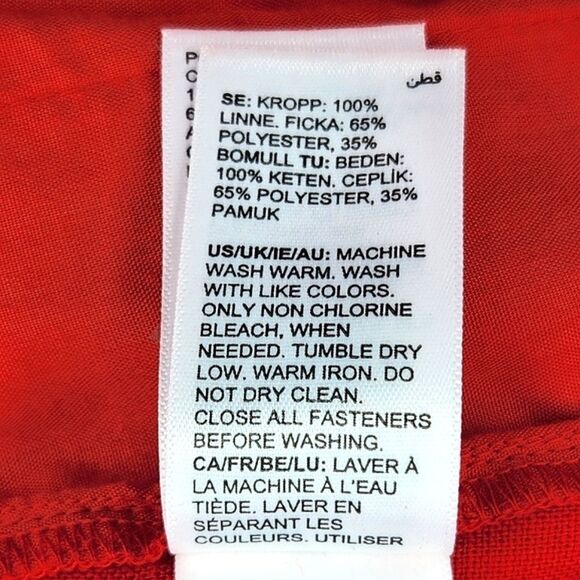 قطن
SE: KROPP: 100%
LINNE. FICKA: 65%
POLYESTER, 35%
BOMULL TU: BEDEN:
100% KETEN. CEPLİK:
65% POLYESTER, 35%
PAMUK
US/UK/IE/AU: MACHINE
WASH WARM. WASH
WITH LIKE COLORS.
ONLY NON CHLORINE
BLEACH, WHEN
NEEDED. TUMBLE DRY
LOW. WARM IRON. DO
NOT DRY CLEAN.
CLOSE ALL FASTENERS
BEFORE WASHING.
CA/FR/BE/LU: LAVER À
LA MACHINE À L'EAU
TIÈDE. LAVER EN
SÉPARANT LES
COULEURS. UTILISER